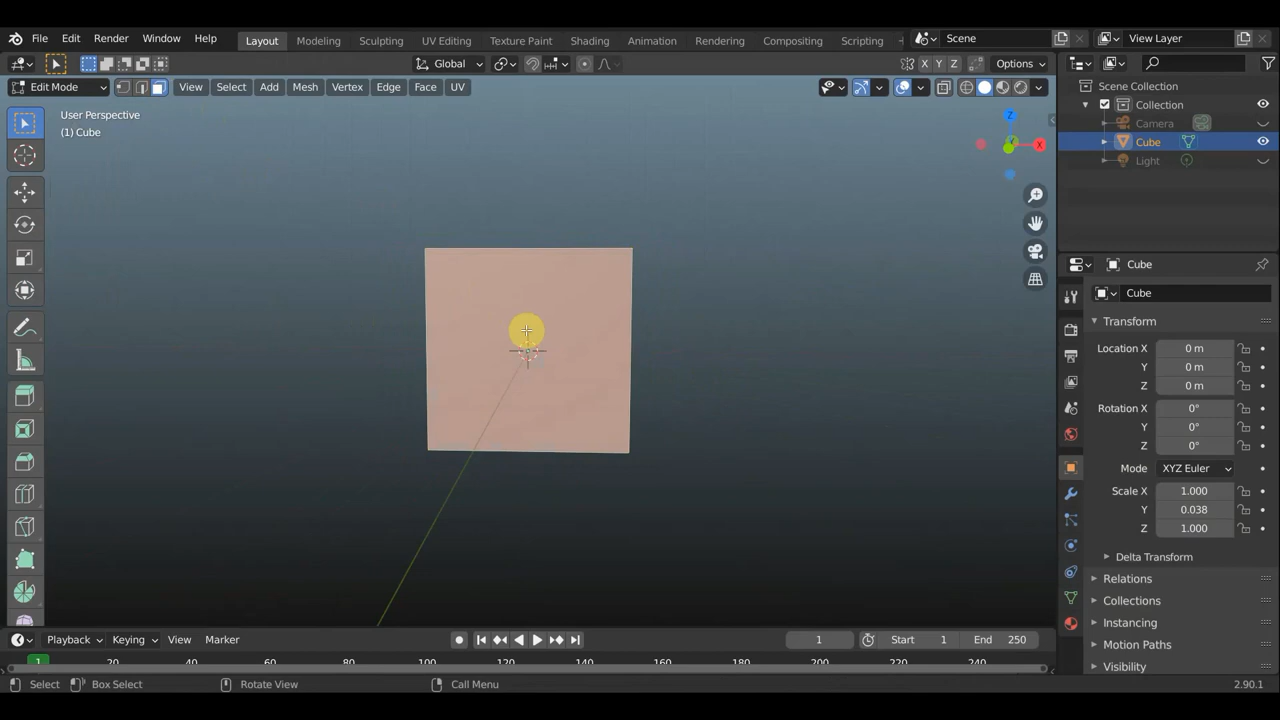 File Edit Render Window Help Layout Modeling Sculpting UV Editing Texture Paint Shading Animation Rendering Compositing Scripting + Scene View Layer
Global X Y Z Options
Edit Mode View Select Add Mesh Vertex Edge Face UV
User Perspective
(1) Cube
Z
X
Scene Collection
Collection
Camera
Cube
Light
Cube
Cube
Transform
Location X 0 m
Y 0 m
Z 0 m
Rotation X 0°
Y 0°
Z 0°
Mode XYZ Euler
Scale X 1.000
Y 0.038
Z 1.000
Delta Transform
Relations
Collections
Instancing
Motion Paths
Visibility
Playback Keying View Marker 1 Start 1 End 250
1 20 40 60 80 100 120 140 160 180 200 220 240
Select Box Select Rotate View Call Menu 2.90.1